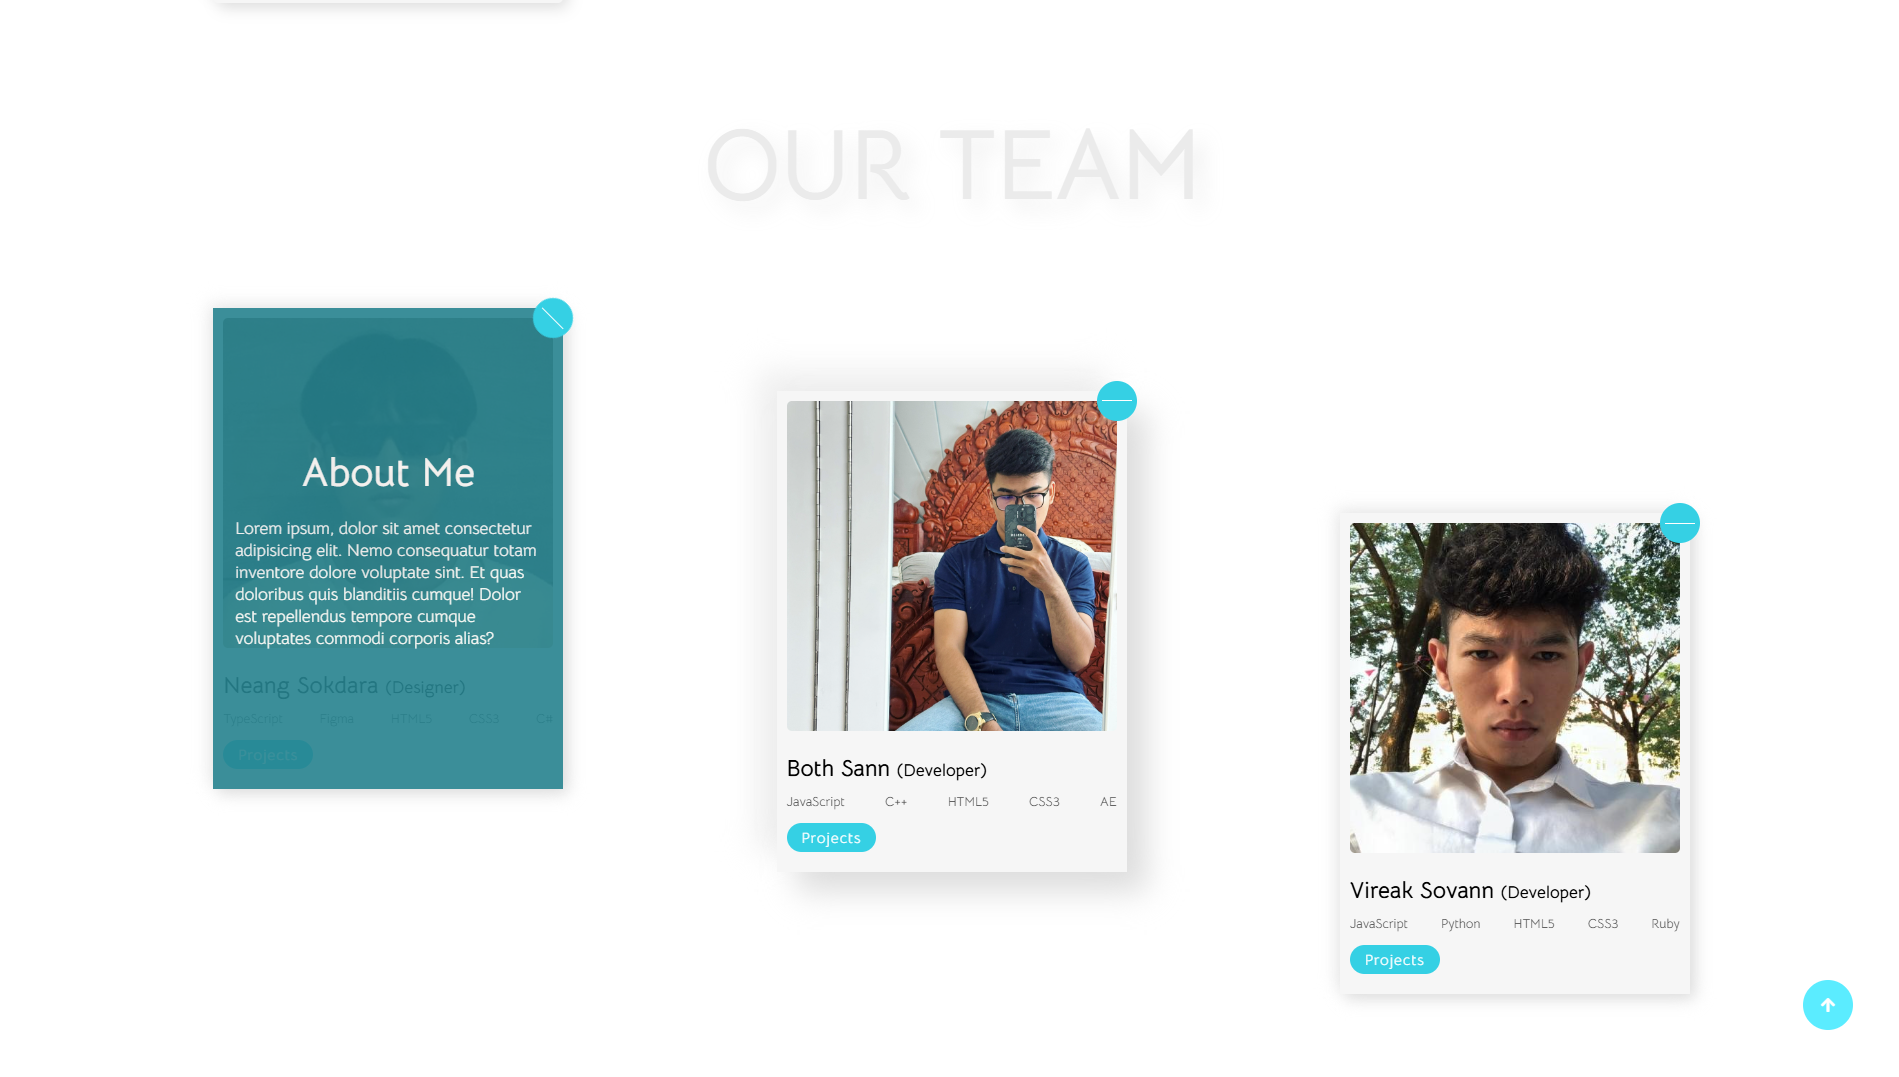 OUR TEAM
About Me
Lorem ipsum, dolor sit amet consectetur
adipisicing elit. Nemo consequatur totam
inventore dolore voluptate sint. Et quas
doloribus quis blanditiis cumque! Dolor
est repellendus tempore cumque
voluptates commodi corporis alias?
Neang Sokdara (Designer)
TypeScript Figma HTML5 CSS3 C#
Projects
Both Sann (Developer)
JavaScript C++ HTML5 CSS3 AE
Projects
Vireak Sovann (Developer)
JavaScript Python HTML5 CSS3 Ruby
Projects